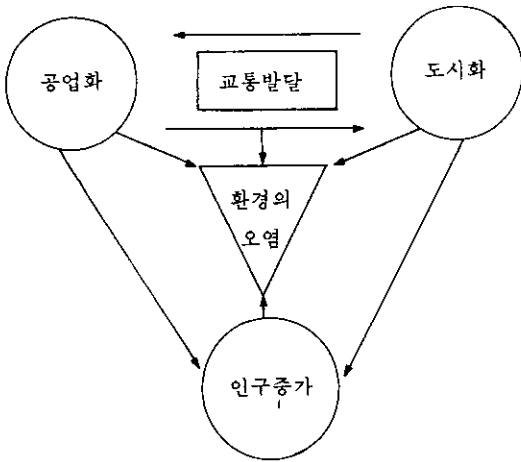 공업화
교통발달
도시화
환경의
오염
인구증가